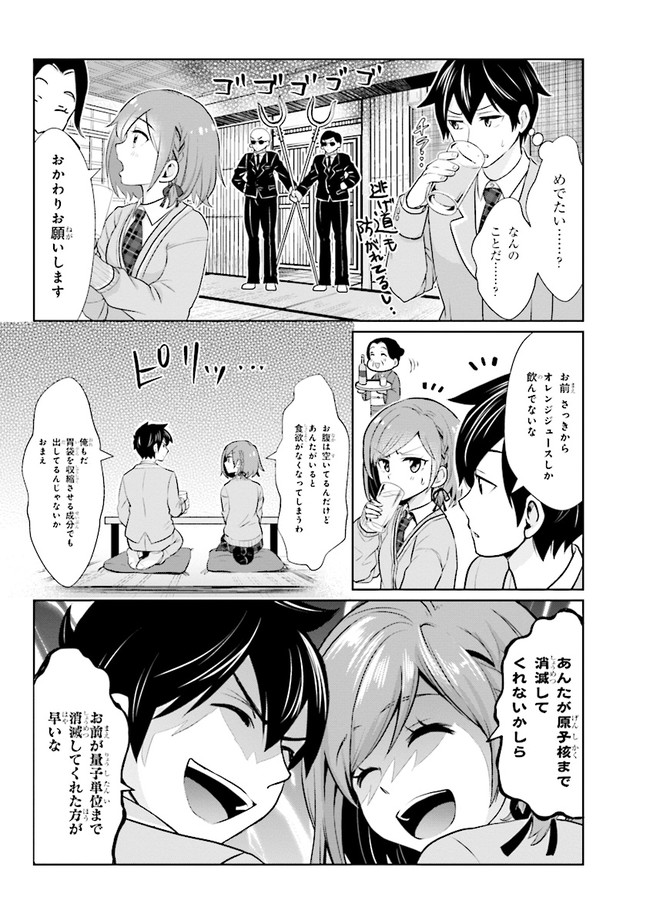 めでたい……？
なんの
ことだ……？
チラ…
逃げ道も
防がれてるし…
ゴゴゴゴゴ
おかわりお願いします
お前 さっきから
オレンジジュースしか
飲んでないな
お腹は空いてるんだけど
あんたがいると
食欲がなくなってしまうわ
ピリッ・・・
俺もだ
胃袋を収縮させる成分でも
出してるんじゃないか
おまえ
あんたが原子核まで
消滅して
くれないかしら
お前が量子単位まで
消滅してくれた方が
早いな